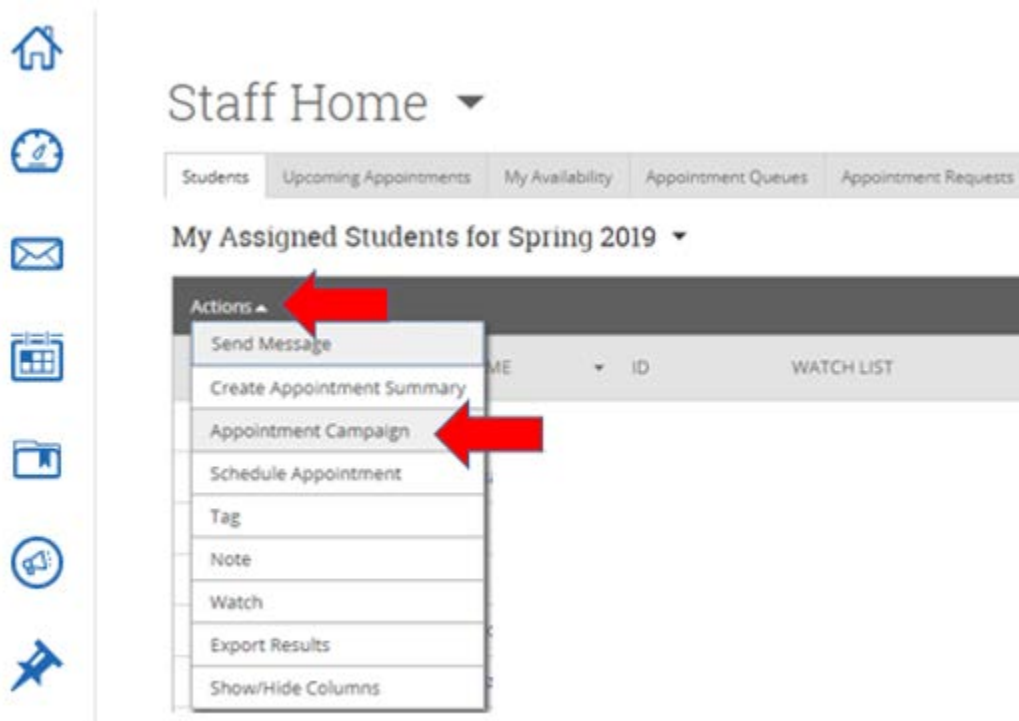 Staff Home
Students Upcoming Appointments My Availability Appointment Queues Appointment Requests
My Assigned Students for Spring 2019
Actions
Send Message
ME ID WATCH LIST
Create Appointment Summary
Appointment Campaign
Schedule Appointment
Tag
Note
Watch
Export Results
Show/Hide Columns